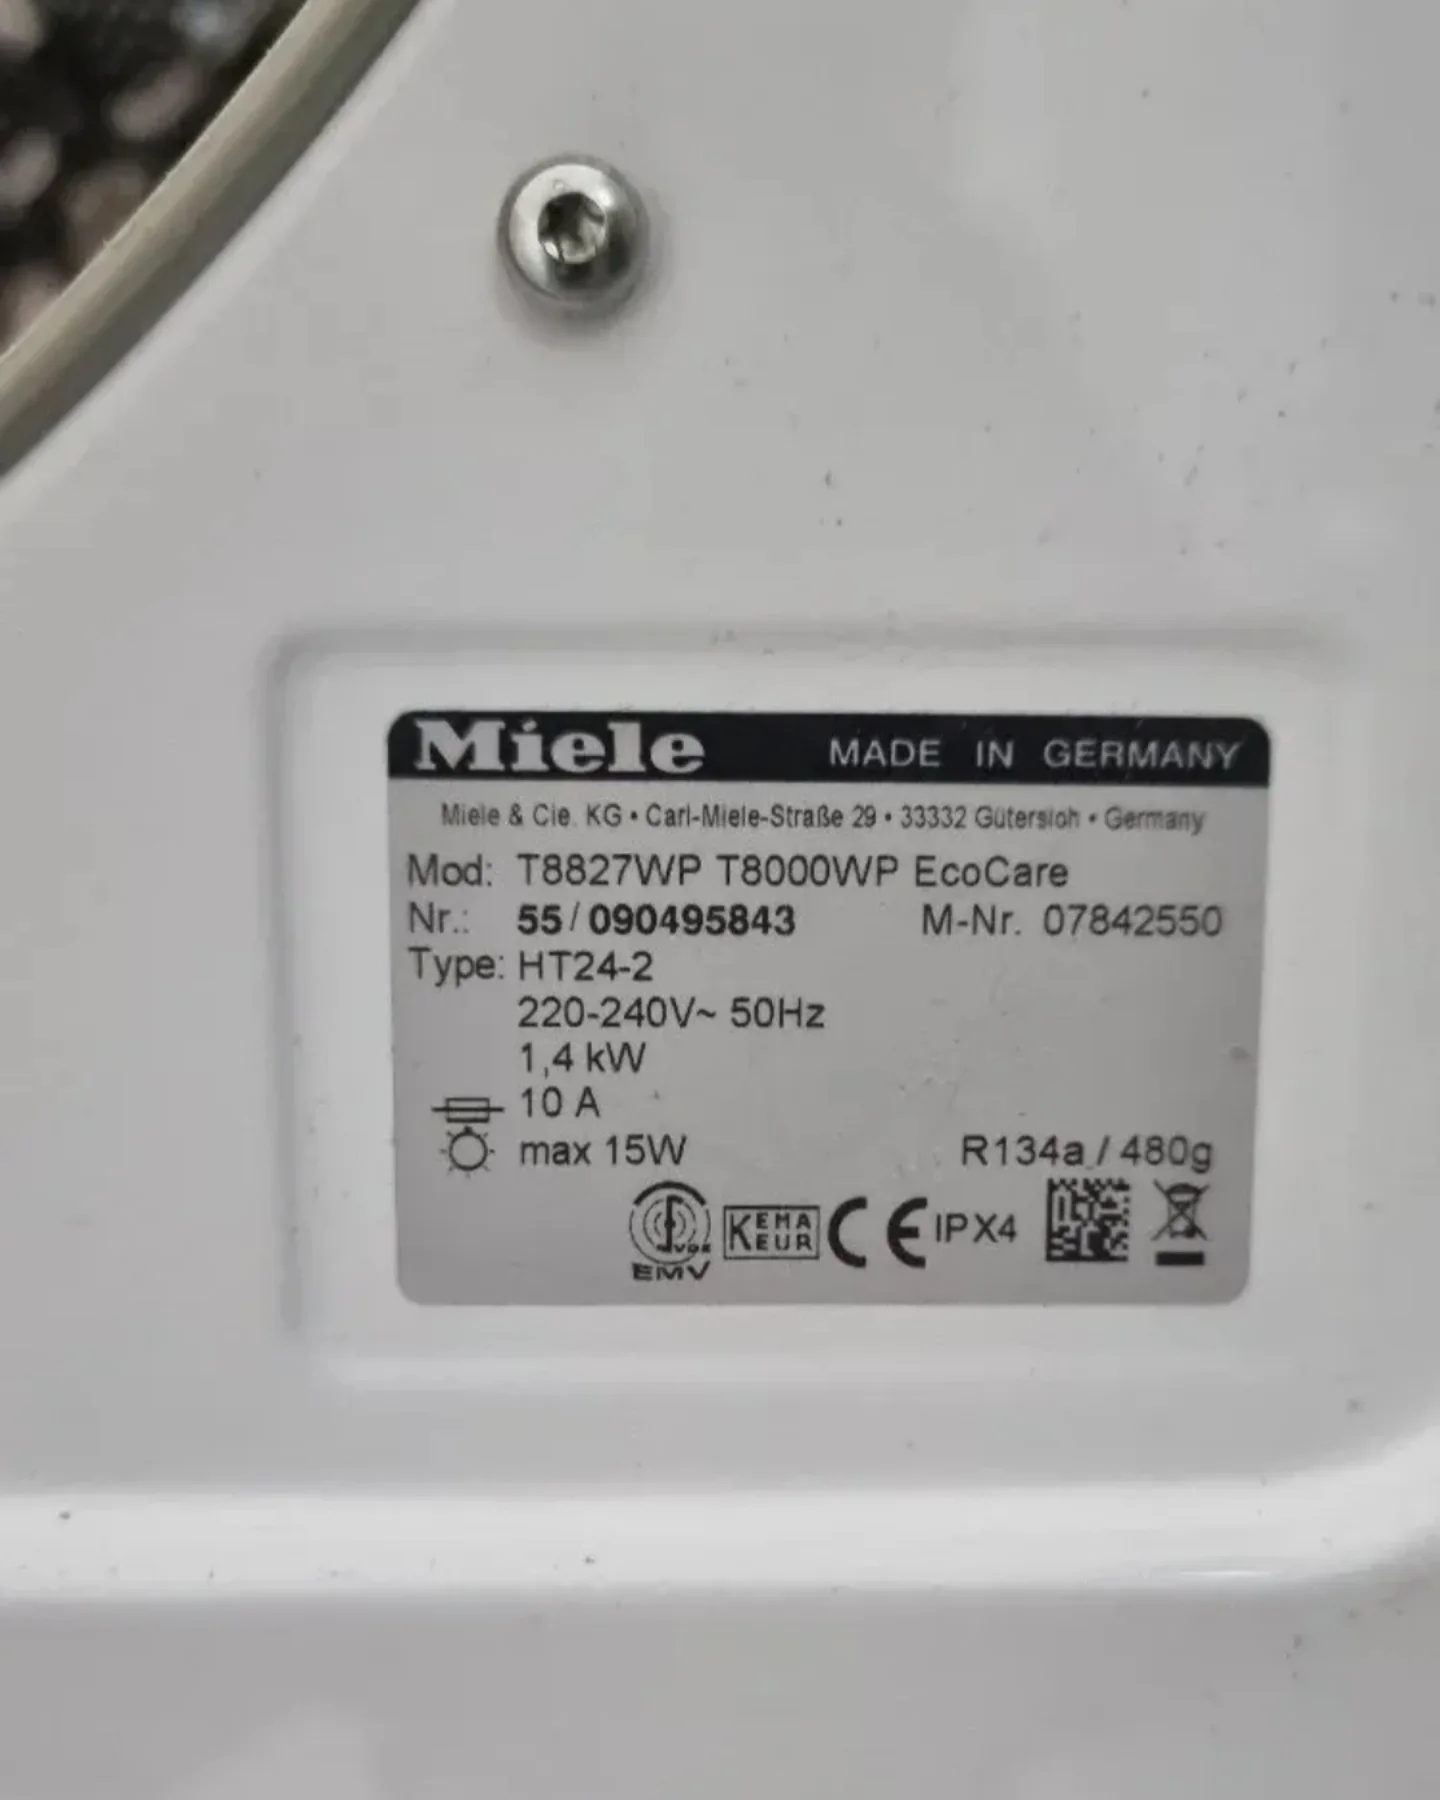 Miele MADE IN GERMANY
Miele & Cie. KG • Carl-Miele-Straße 29 • 33332 Gütersloh • Germany
Mod: T8827WP T8000WP EcoCare
Nr.: 55 / 090495843 M-Nr. 07842550
Type: HT24-2
220-240V~ 50Hz
1,4 kW
10 A
max 15W R134a / 480g
VDE EMV KEMA EUR CE IPX4